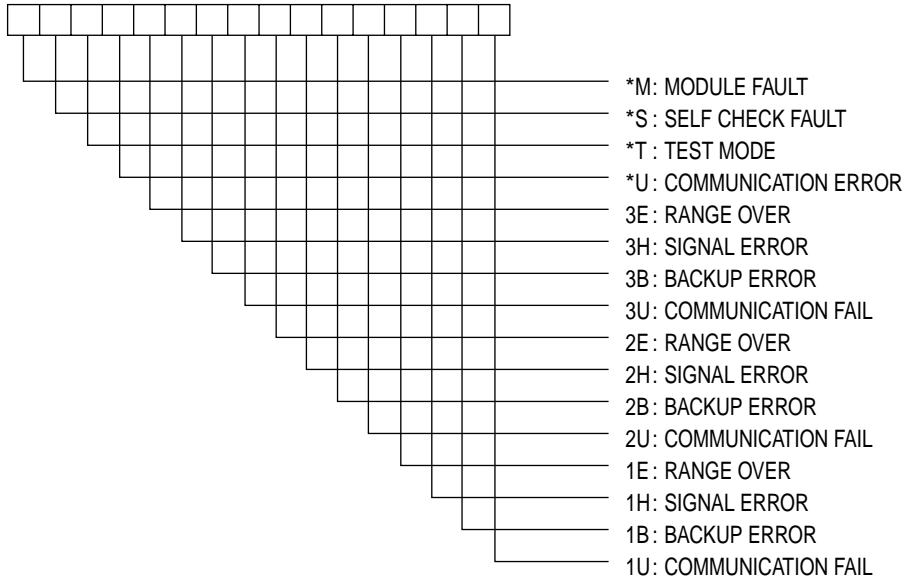 *M: MODULE FAULT
*S: SELF CHECK FAULT
*T: TEST MODE
*U: COMMUNICATION ERROR
3E: RANGE OVER
3H: SIGNAL ERROR
3B: BACKUP ERROR
3U: COMMUNICATION FAIL
2E: RANGE OVER
2H: SIGNAL ERROR
2B: BACKUP ERROR
2U: COMMUNICATION FAIL
1E: RANGE OVER
1H: SIGNAL ERROR
1B: BACKUP ERROR
1U: COMMUNICATION FAIL